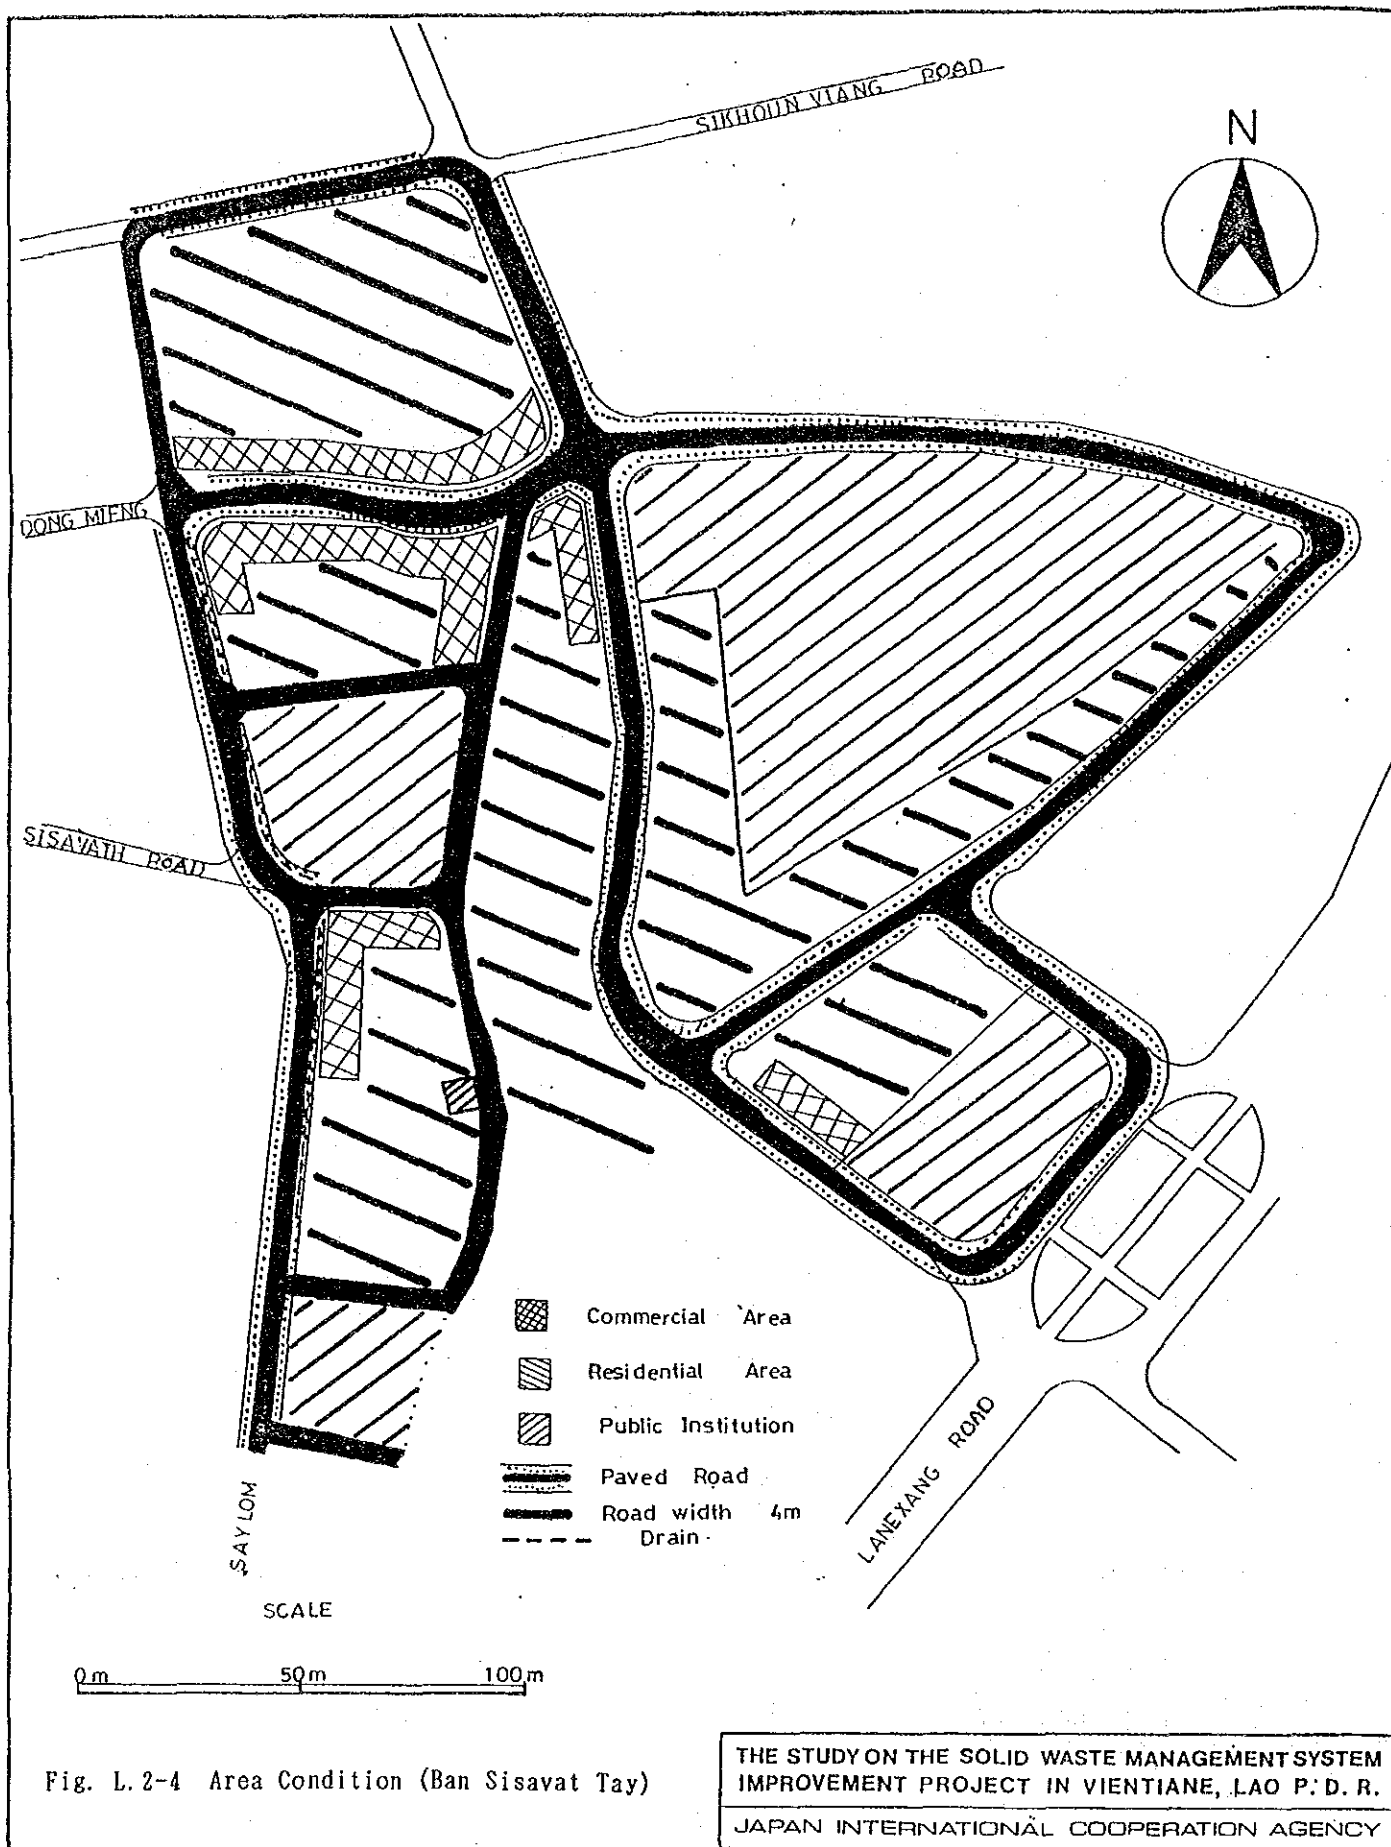 SIKHOUN VIANG ROAD
N
DONG MIENG
SISAVATH ROAD
Commercial Area
Residential Area
Public Institution
Paved Road
Road width 4m
Drain
LANEXANG ROAD
SAYLOM
SCALE
0m 50m 100m
Fig. L.2-4 Area Condition (Ban Sisavat Tay)
THE STUDY ON THE SOLID WASTE MANAGEMENT SYSTEM
IMPROVEMENT PROJECT IN VIENTIANE, LAO P.D.R.
JAPAN INTERNATIONAL COOPERATION AGENCY